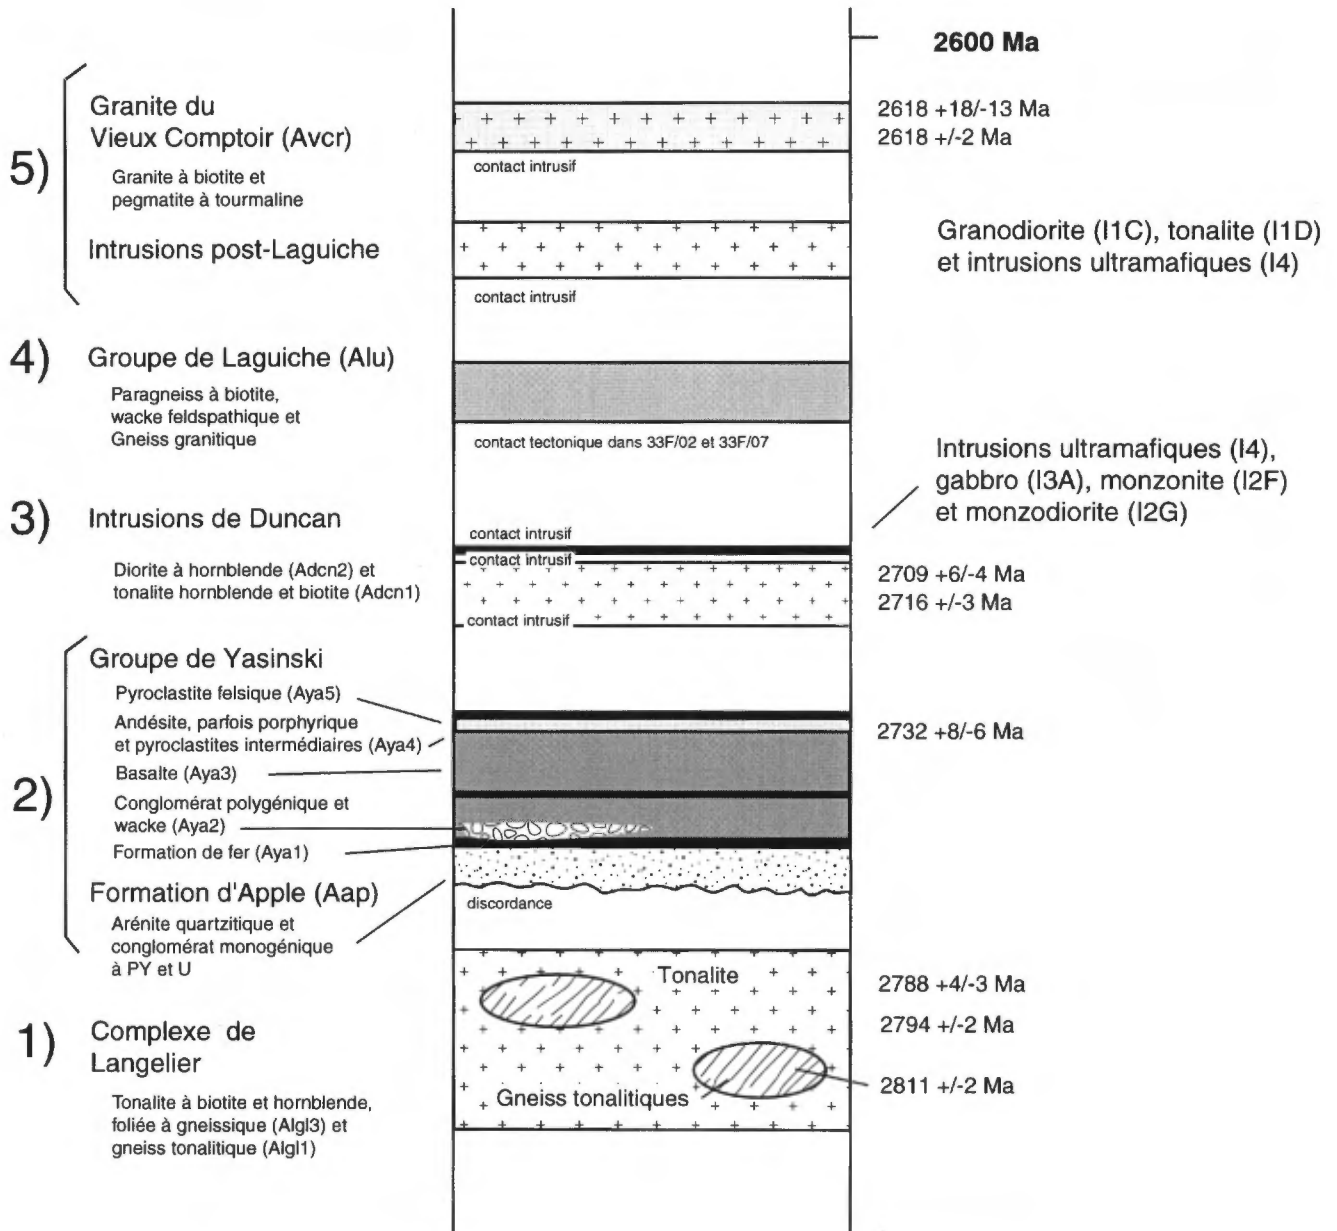 2600 Ma
5)
Granite du
Vieux Comptoir (Avcr)
Granite à biotite et
pegmatite à tourmaline
Intrusions post-Laguiche
2618 +18/-13 Ma
2618 +/-2 Ma
contact intrusif
Granodiorite (I1C), tonalite (I1D)
et intrusions ultramafiques (I4)
contact intrusif
4)
Groupe de Laguiche (Alu)
Paragneiss à biotite,
wacke feldspathique et
Gneiss granitique
contact tectonique dans 33F/02 et 33F/07
Intrusions ultramafiques (I4),
gabbro (I3A), monzonite (I2F)
et monzodiorite (I2G)
3)
Intrusions de Duncan
Diorite à hornblende (Adcn2) et
tonalite hornblende et biotite (Adcn1)
contact intrusif
contact intrusif
2709 +6/-4 Ma
2716 +/-3 Ma
contact intrusif
2)
Groupe de Yasinski
Pyroclastite felsique (Aya5)
Andésite, parfois porphyrique
et pyroclastites intermédiaires (Aya4)
Basalte (Aya3)
Conglomérat polygénique et
wacke (Aya2)
Formation de fer (Aya1)
2732 +8/-6 Ma
Formation d'Apple (Aap)
Arénite quartzitique et
conglomérat monogénique
à PY et U
discordance
1)
Complexe de
Langelier
Tonalite à biotite et hornblende,
foliée à gneissique (Algl3) et
gneiss tonalitique (Algl1)
Tonalite
Gneiss tonalitiques
2788 +4/-3 Ma
2794 +/-2 Ma
2811 +/-2 Ma